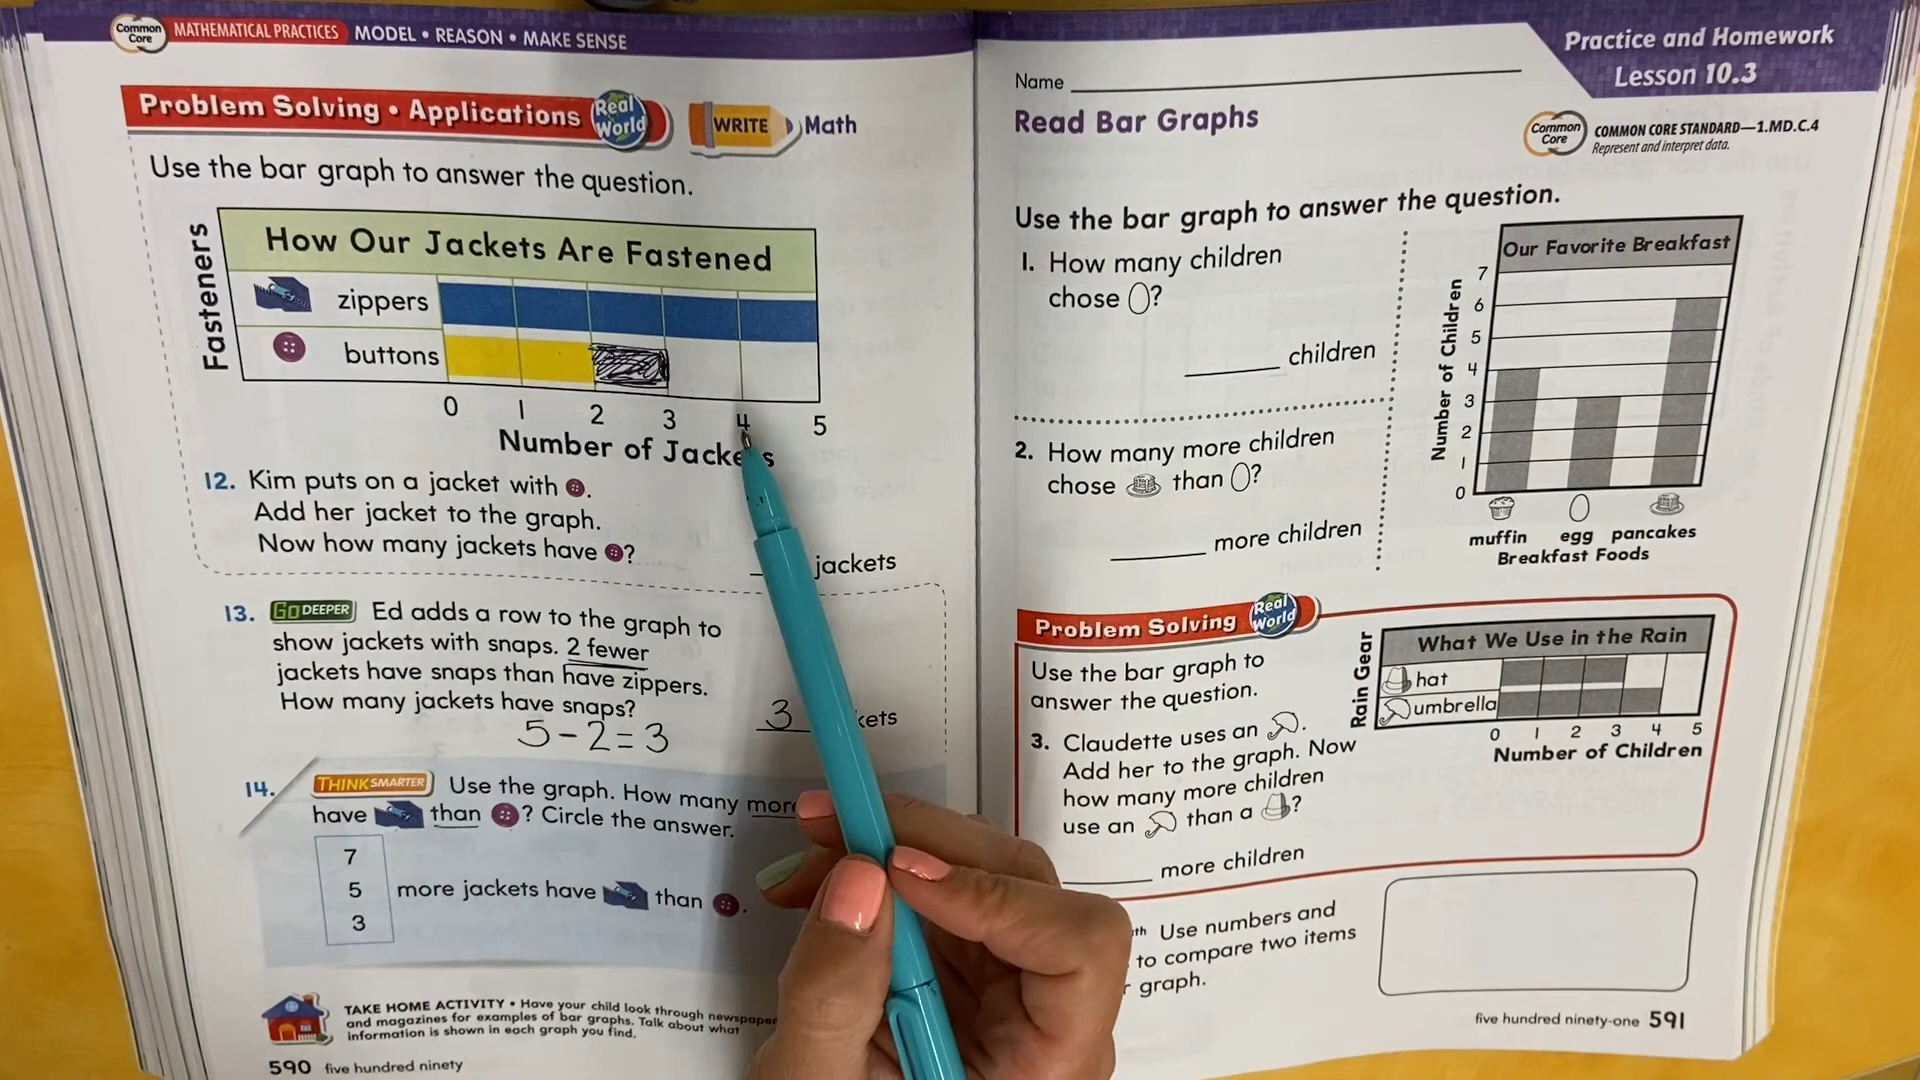 Common Core MATHEMATICAL PRACTICES MODEL • REASON • MAKE SENSE
Problem Solving • Applications Real World WRITE Math
Use the bar graph to answer the question.
How Our Jackets Are Fastened
Fasteners
zippers
buttons
0 1 2 3 4 5
Number of Jackets
12. Kim puts on a jacket with .
Add her jacket to the graph.
Now how many jackets have ?
jackets
13. Go DEEPER Ed adds a row to the graph to
show jackets with snaps. 2 fewer
jackets have snaps than have zippers.
How many jackets have snaps?
3 kets
5 - 2 = 3
14. THINK SMARTER Use the graph. How many more
have than ? Circle the answer.
7
5 more jackets have than .
3
TAKE HOME ACTIVITY • Have your child look through newspaper
and magazines for examples of bar graphs. Talk about what
information is shown in each graph you find.
590 five hundred ninety
Practice and Homework
Lesson 10.3
Name
Read Bar Graphs
Common Core COMMON CORE STANDARD—1.MD.C.4
Represent and interpret data.
Use the bar graph to answer the question.
1. How many children
chose ?
children
2. How many more children
chose than ?
more children
Our Favorite Breakfast
Number of Children
7
6
5
4
3
2
1
0
muffin egg pancakes
Breakfast Foods
Problem Solving Real World
Use the bar graph to
answer the question.
3. Claudette uses an .
Add her to the graph. Now
how many more children
use an than a ?
more children
What We Use in the Rain
Rain Gear
hat
umbrella
0 1 2 3 4 5
Number of Children
th Use numbers and
to compare two items
graph.
five hundred ninety-one 591